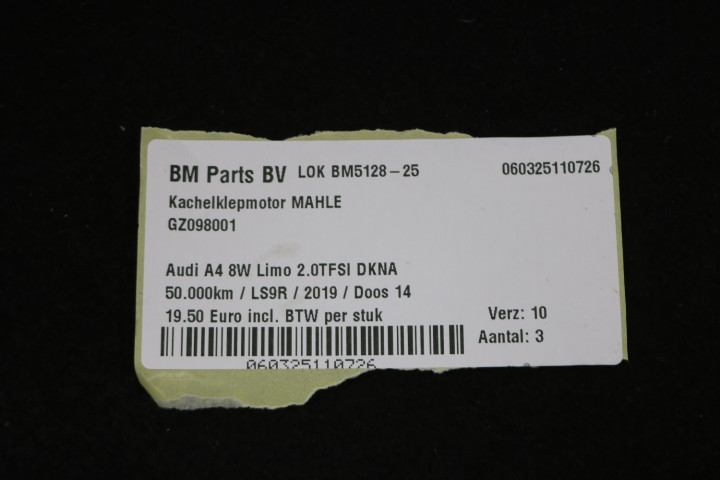 BM Parts BV LOK BM5128-25 060325110726
Kachelklepmotor MAHLE
GZ098001
Audi A4 8W Limo 2.0TFSI DKNA
50.000km / LS9R / 2019 / Doos 14
19.50 Euro incl. BTW per stuk Verz: 10
Aantal: 3
060325110726